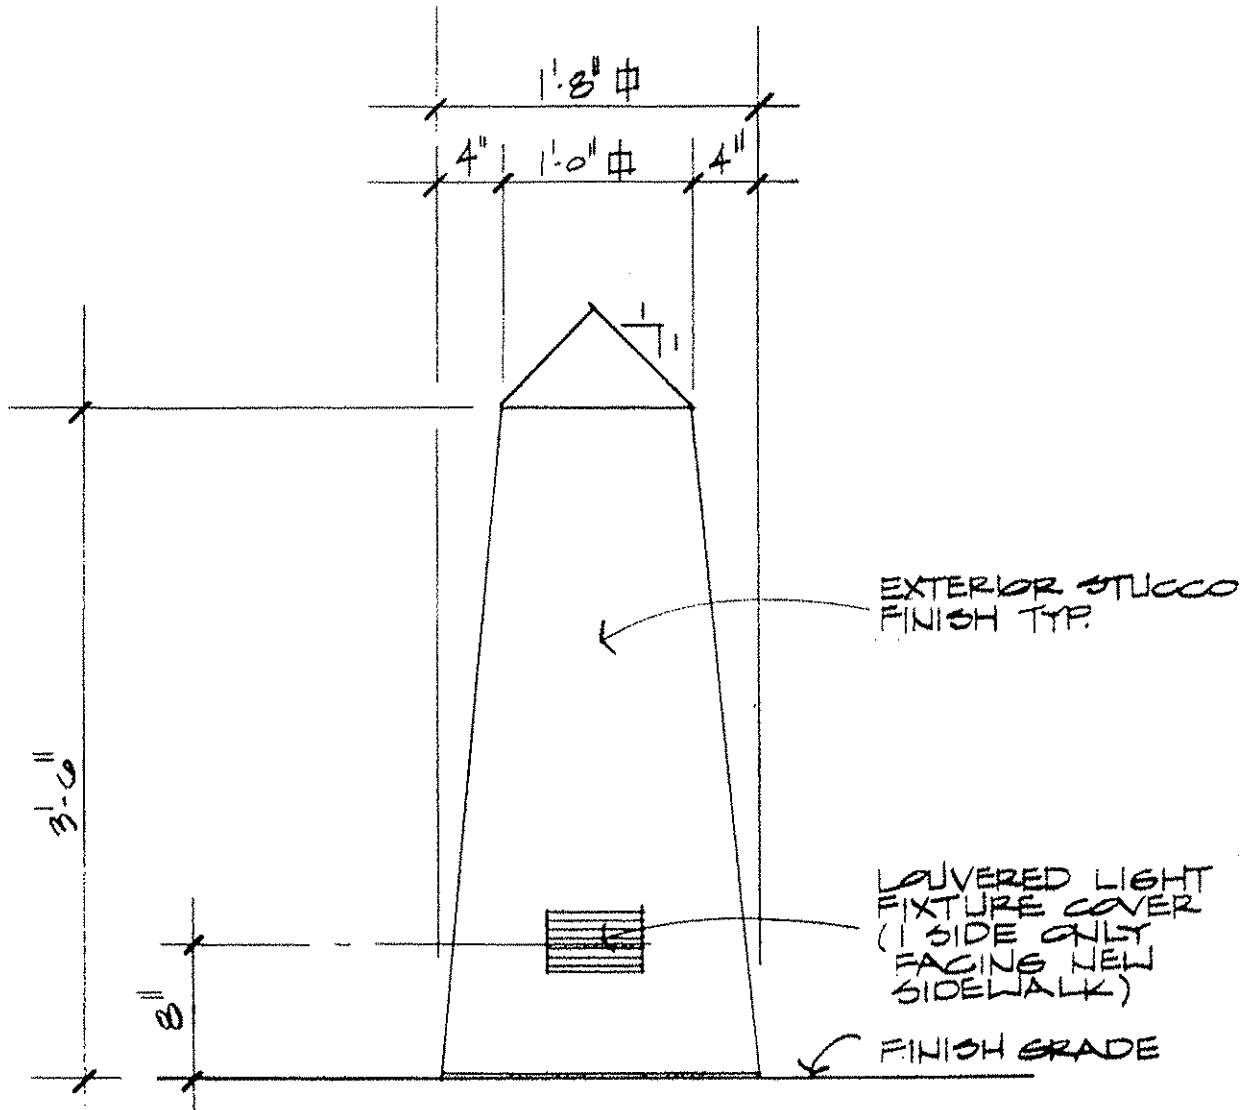 1'-8" ⌷
4" 1'-0" ⌷ 4"
1
1
EXTERIOR STUCCO
FINISH TYP.
3'-6"
LOUVERED LIGHT
FIXTURE COVER
(1 SIDE ONLY
FACING NEW
SIDEWALK)
8"
FINISH GRADE